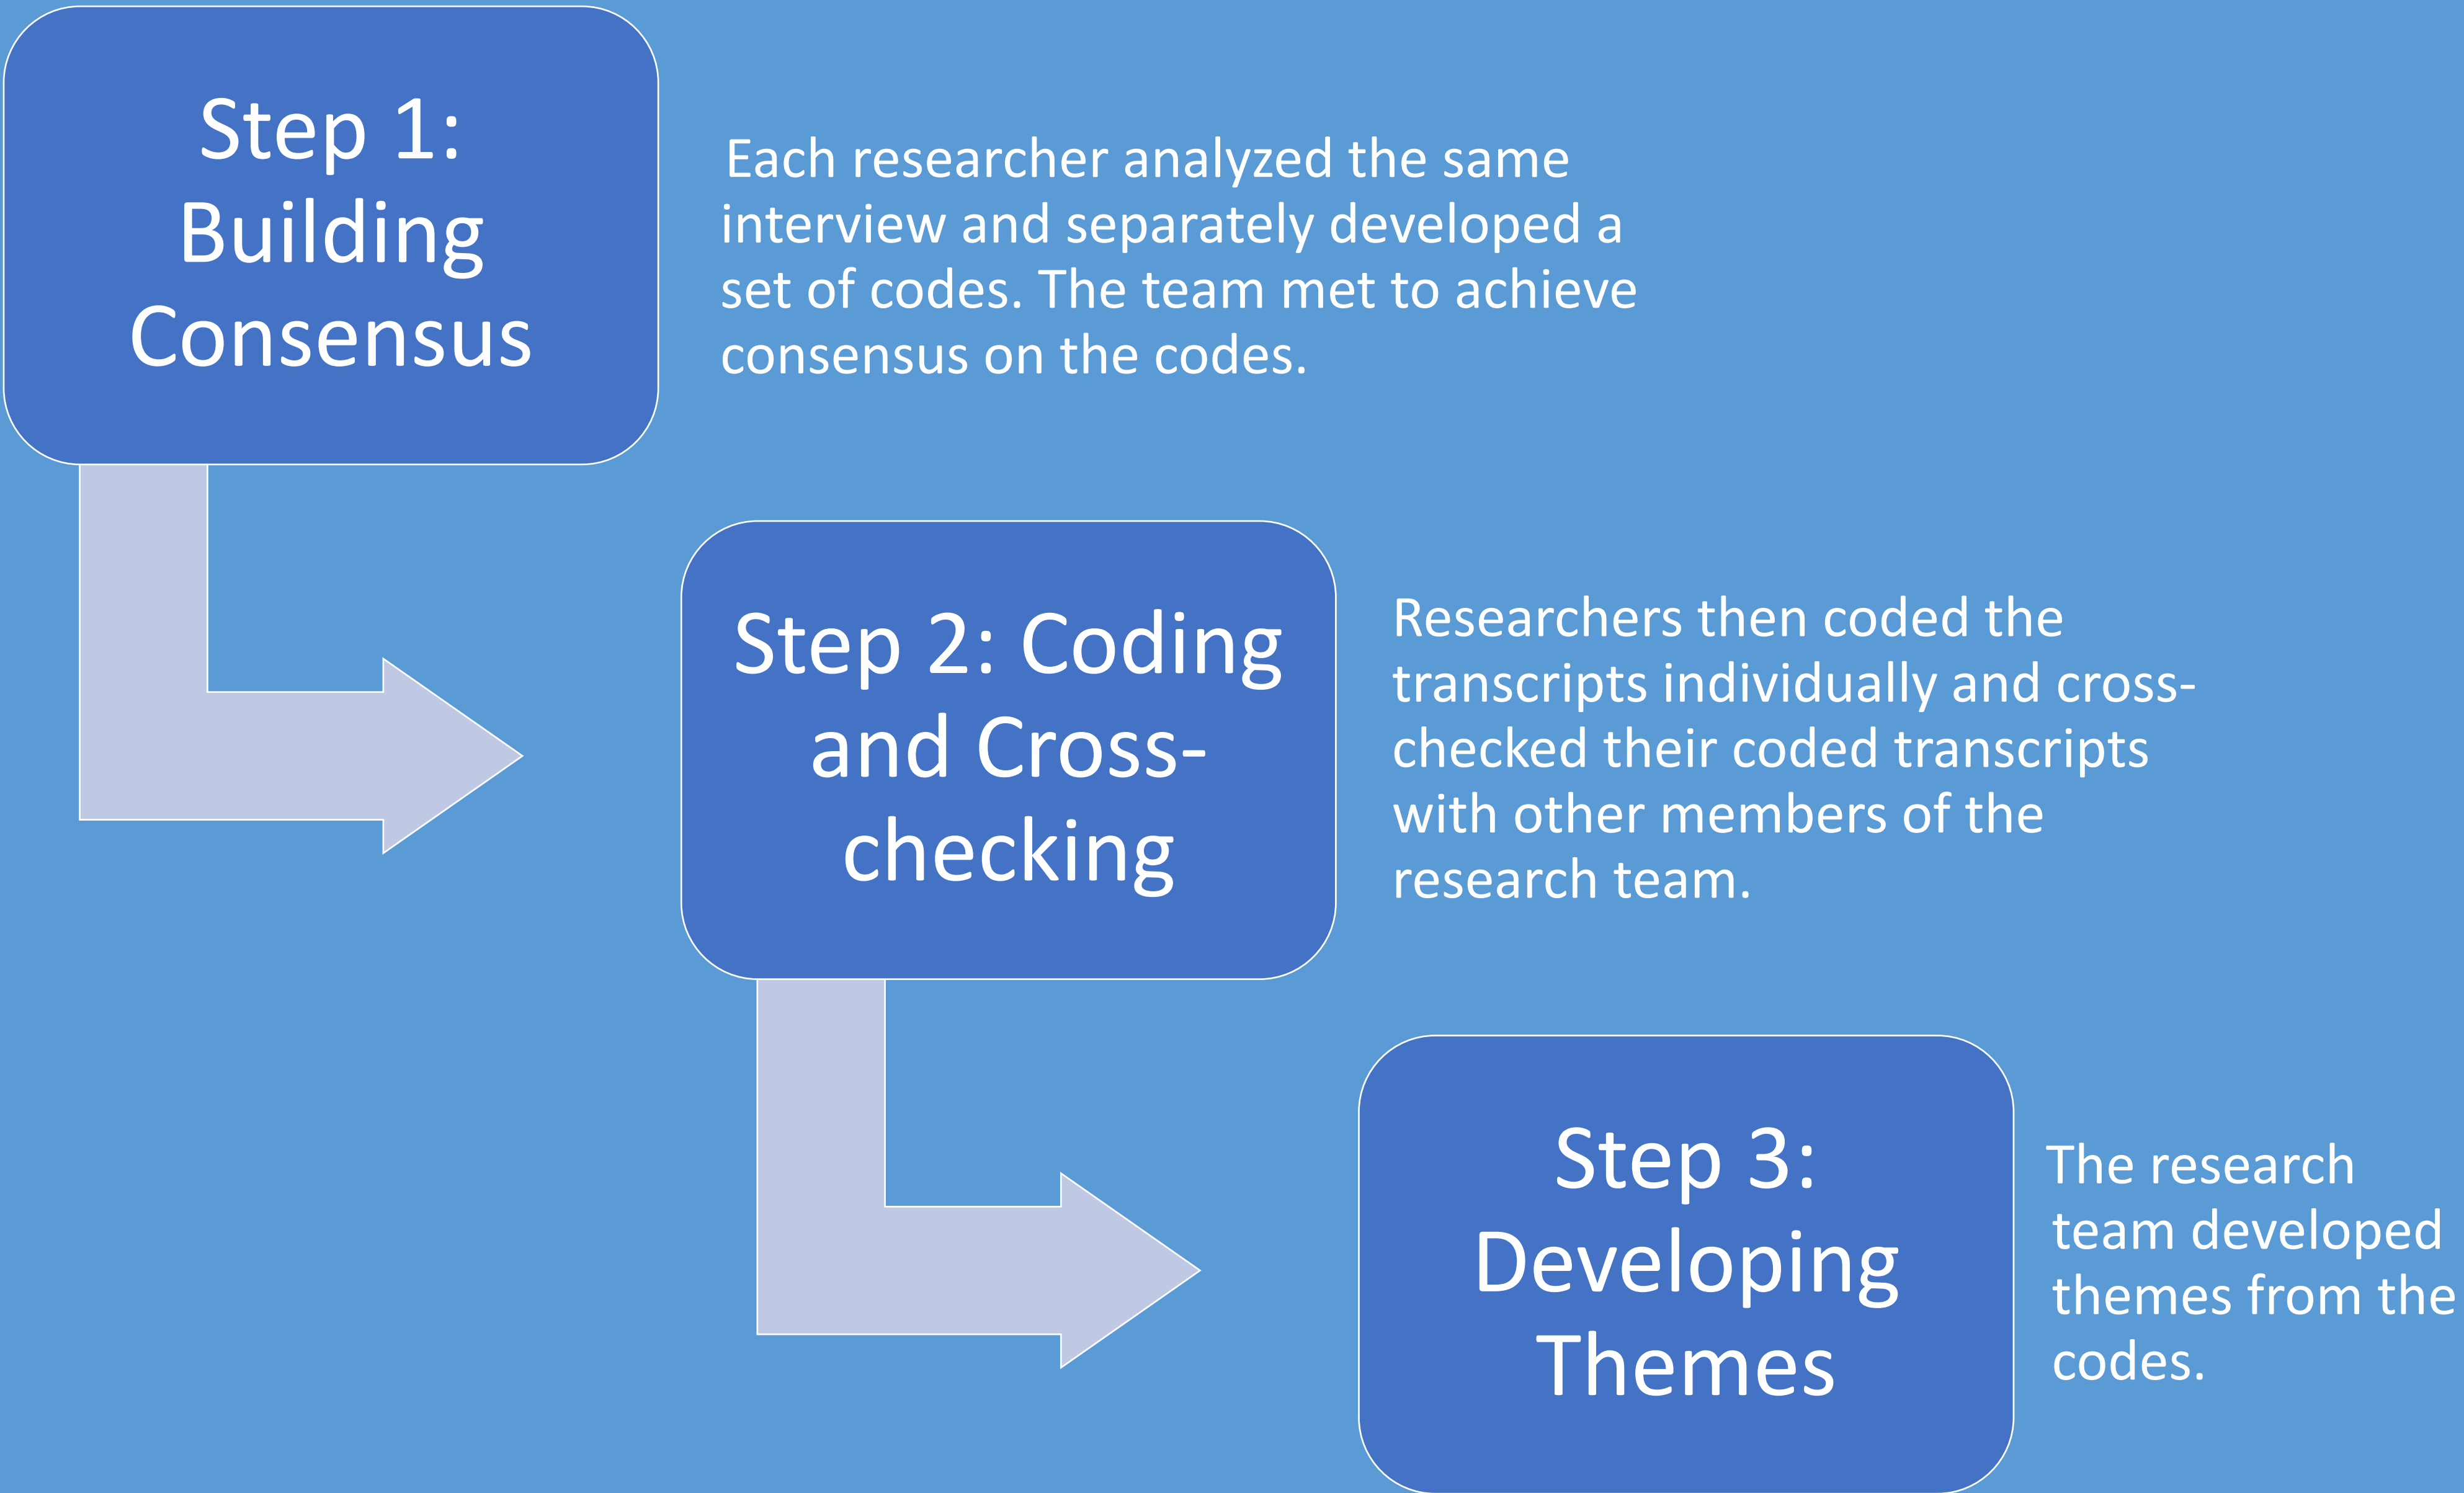 Step 1:
Building
Consensus
Each researcher analyzed the same
interview and separately developed a
set of codes. The team met to achieve
consensus on the codes.
Step 2: Coding
and Cross-
checking
Researchers then coded the
transcripts individually and cross-
checked their coded transcripts
with other members of the
research team.
Step 3:
Developing
Themes
The research
team developed
themes from the
codes.